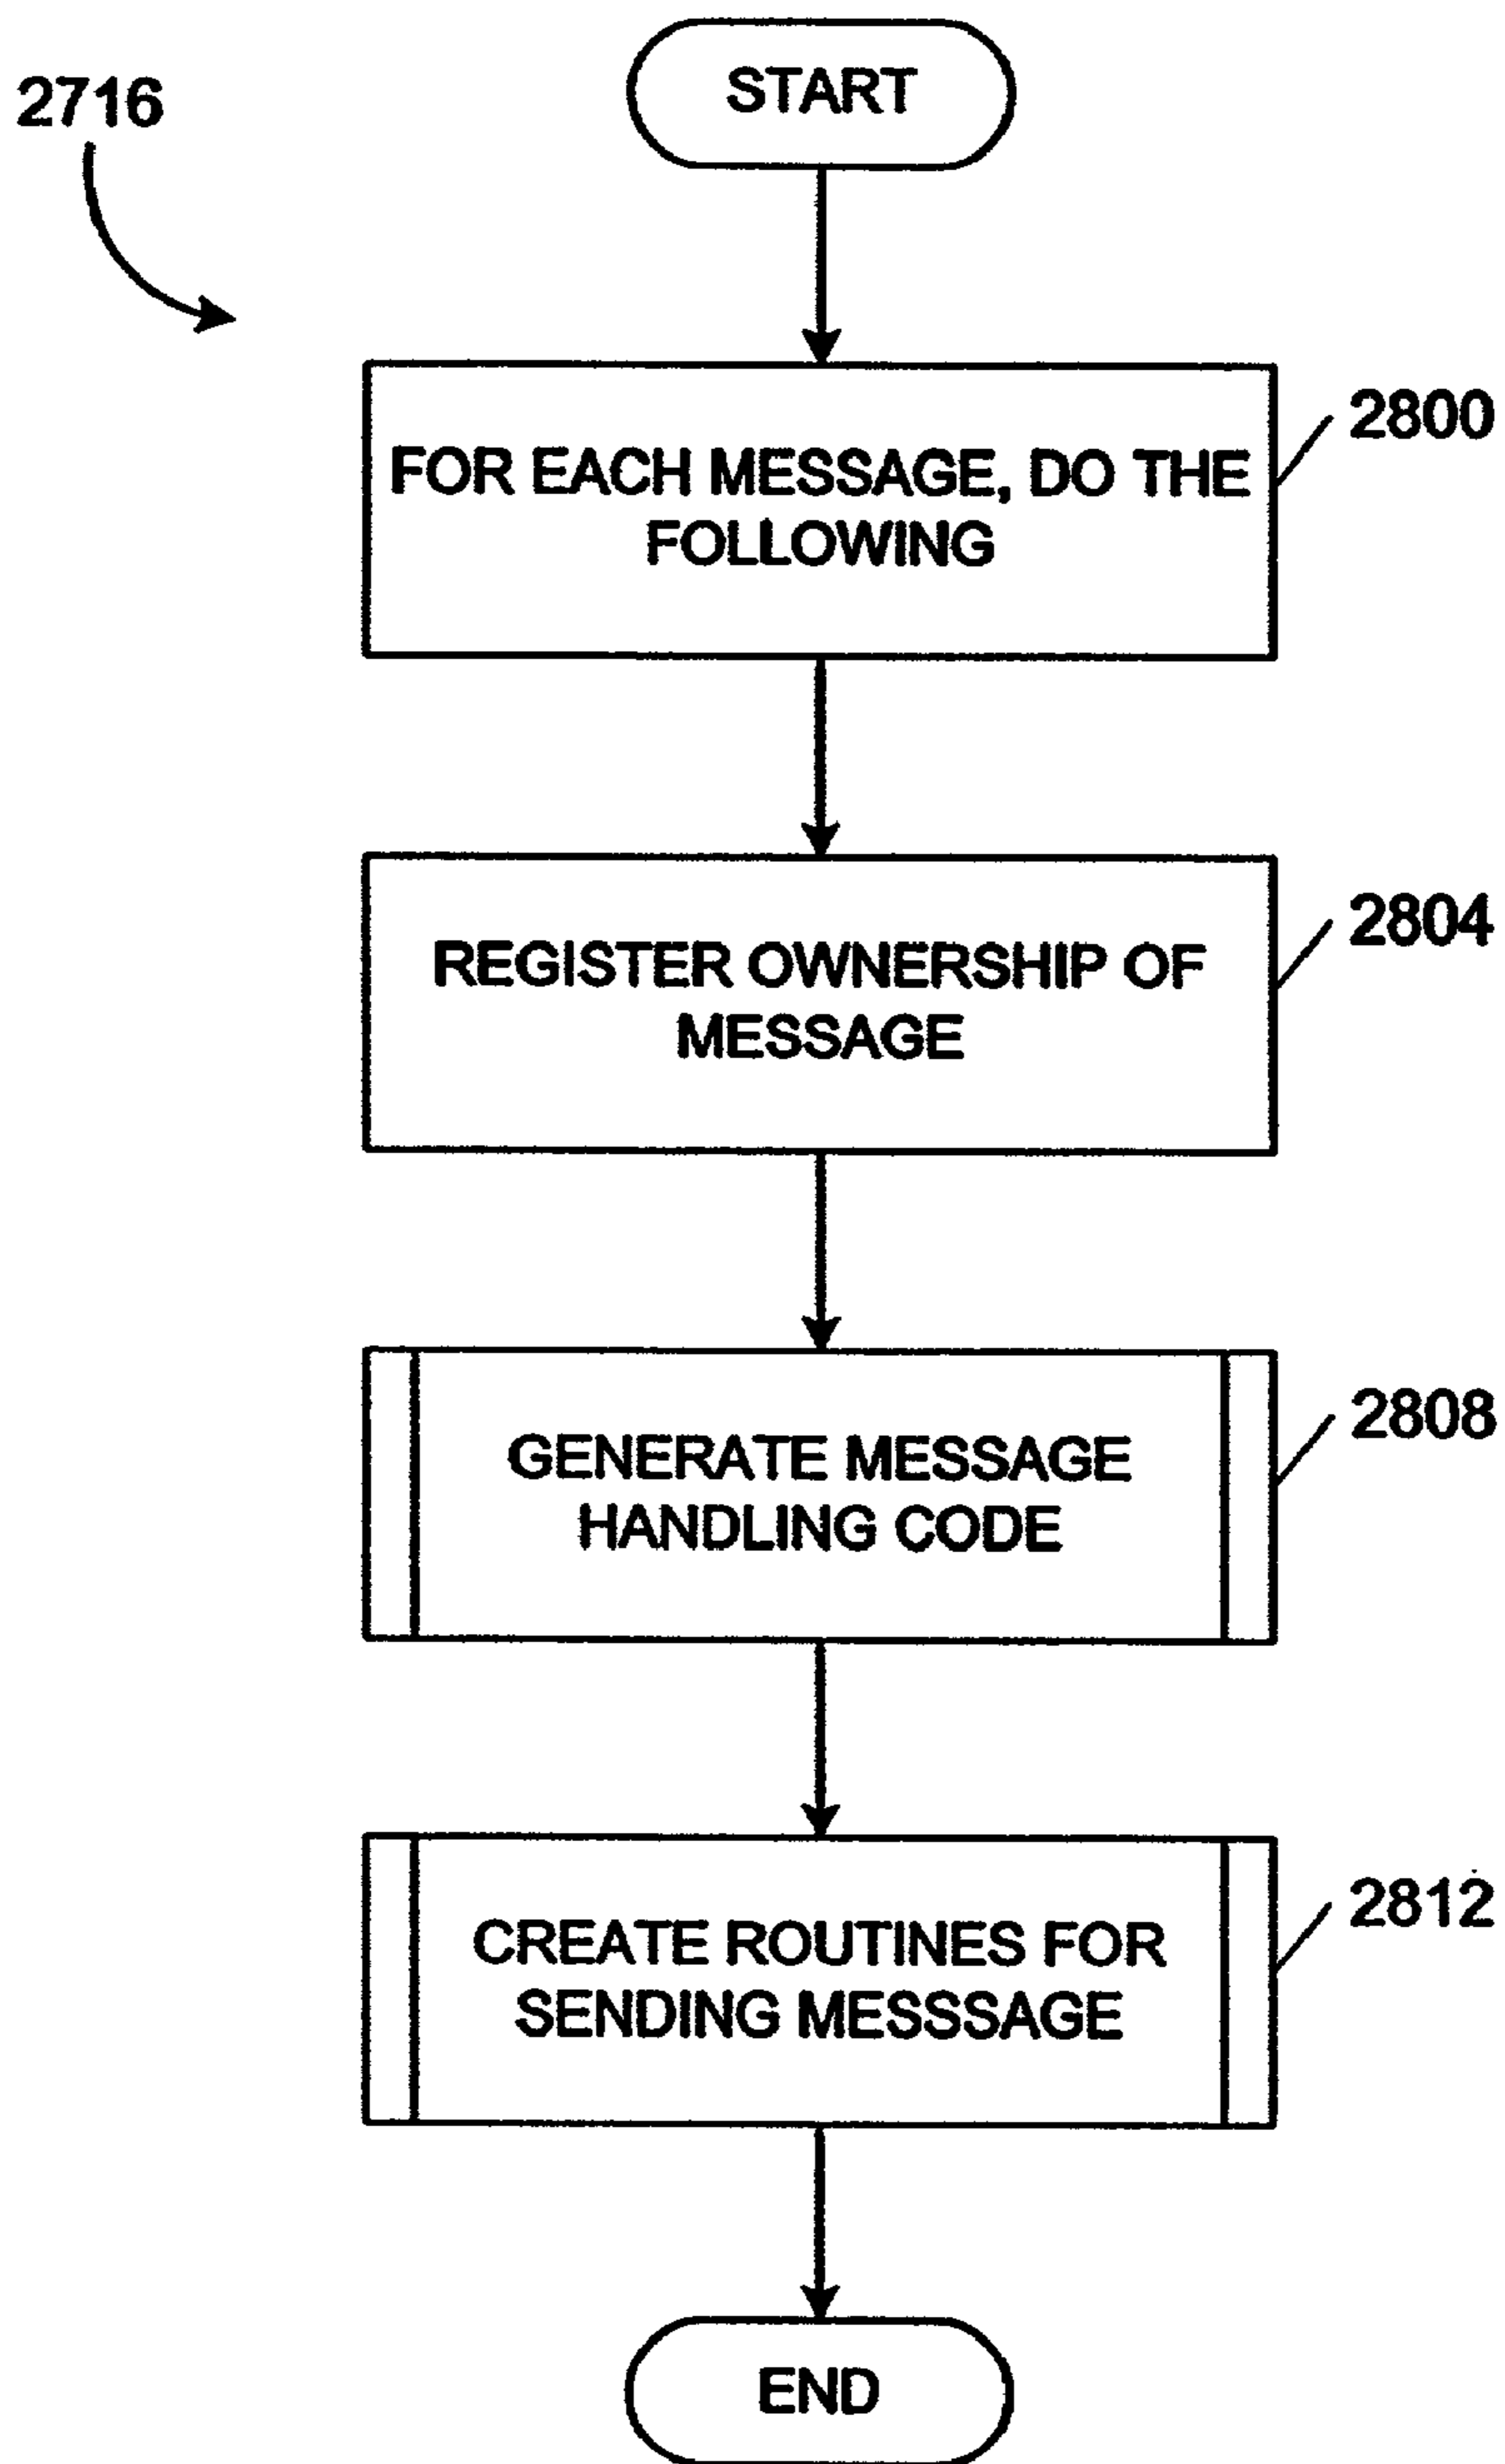 START
2716
FOR EACH MESSAGE, DO THE
FOLLOWING
2800
REGISTER OWNERSHIP OF
MESSAGE
2804
GENERATE MESSAGE
HANDLING CODE
2808
CREATE ROUTINES FOR
SENDING MESSSAGE
2812
END